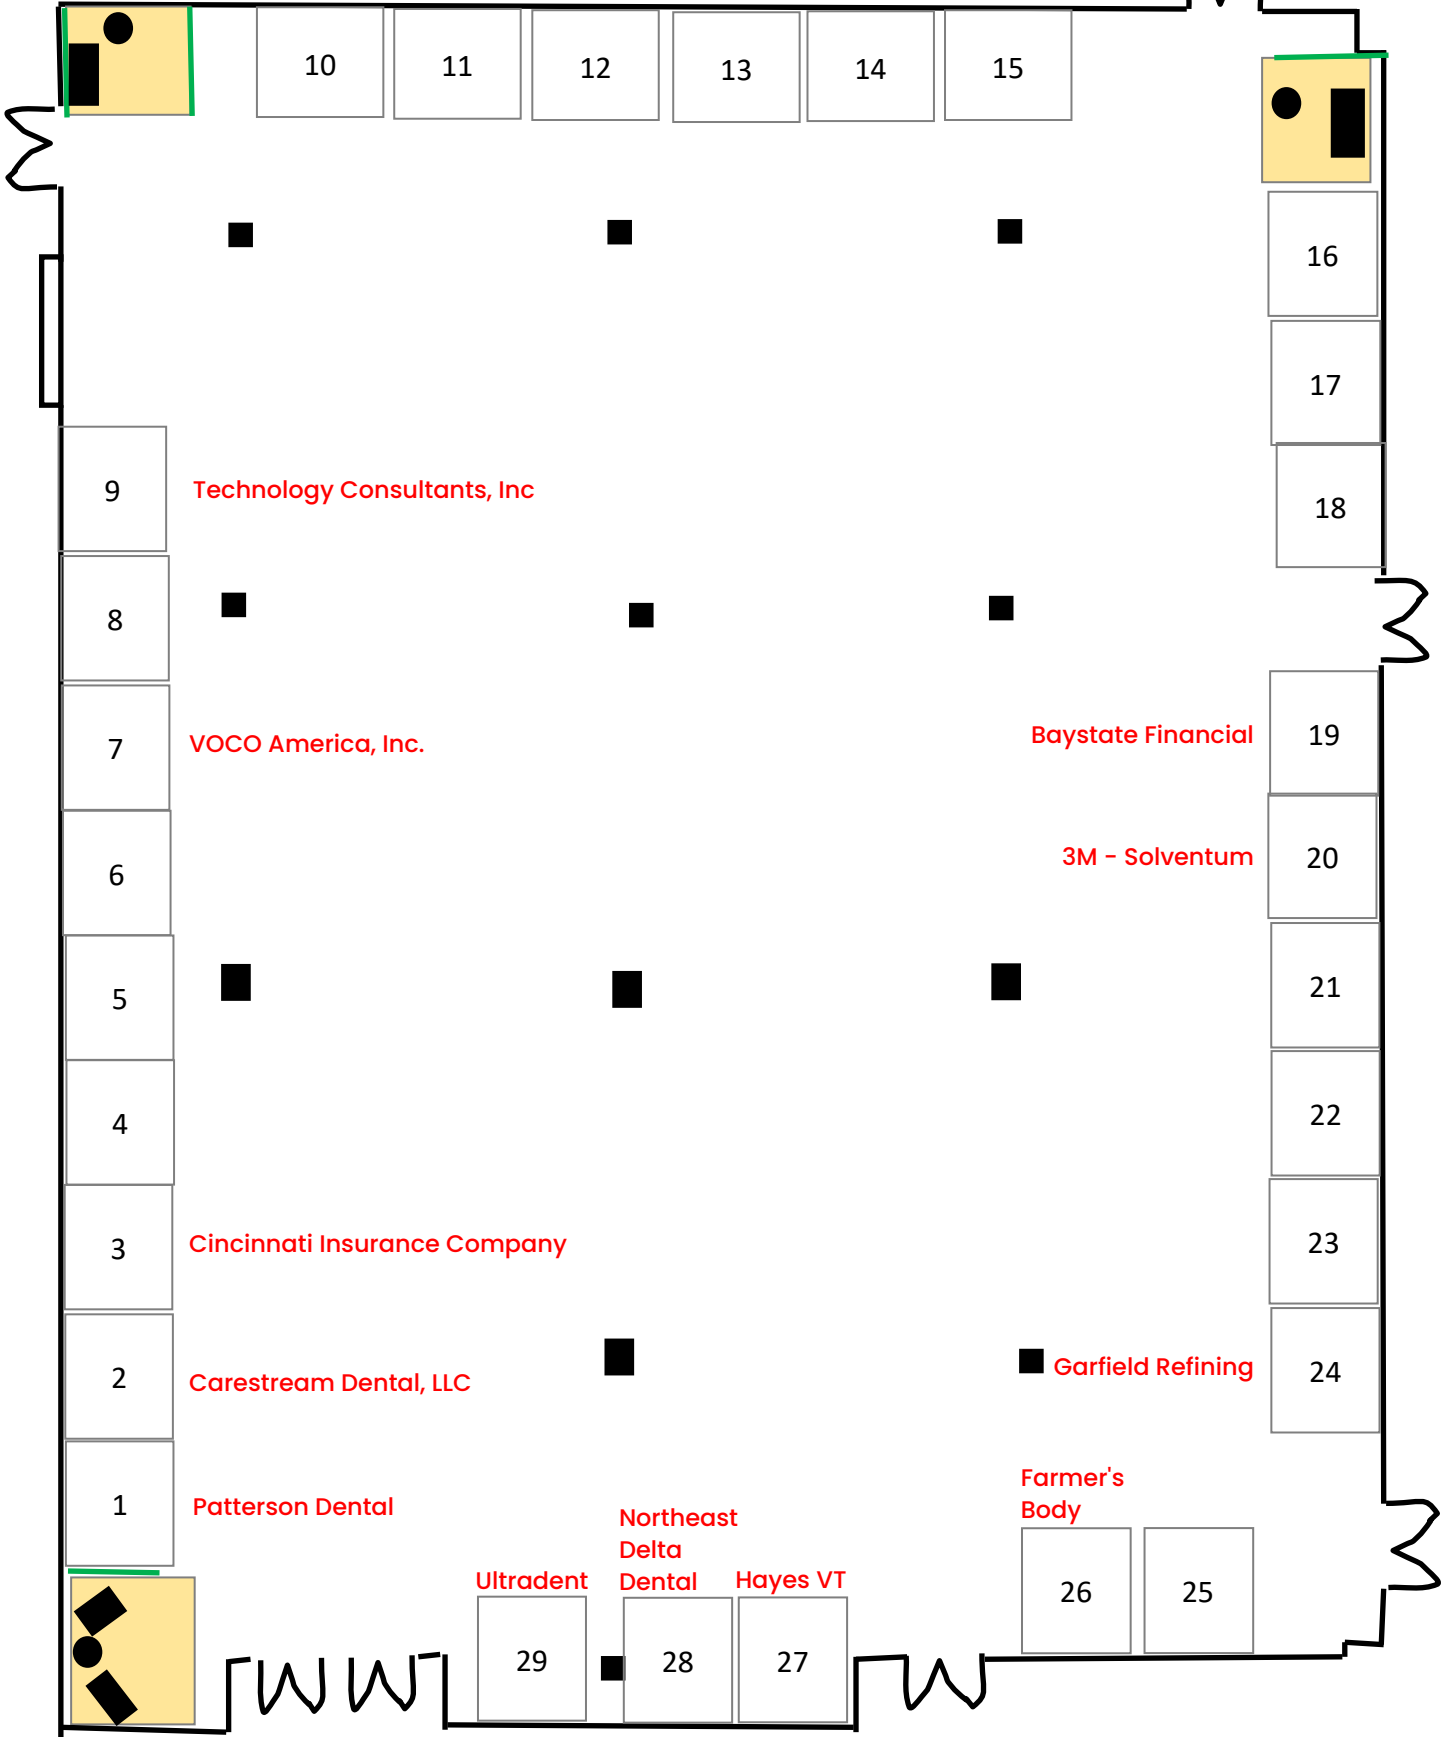 10
11
12
13
14
15
16
17
18
9
Technology Consultants, Inc
8
7
VOCO America, Inc.
Baystate Financial
19
6
3M - Solventum
20
5
21
4
22
3
Cincinnati Insurance Company
23
2
Carestream Dental, LLC
Garfield Refining
24
1
Patterson Dental
Farmer's
Body
Northeast
Delta
Dental
Ultradent
Hayes VT
26
25
29
28
27